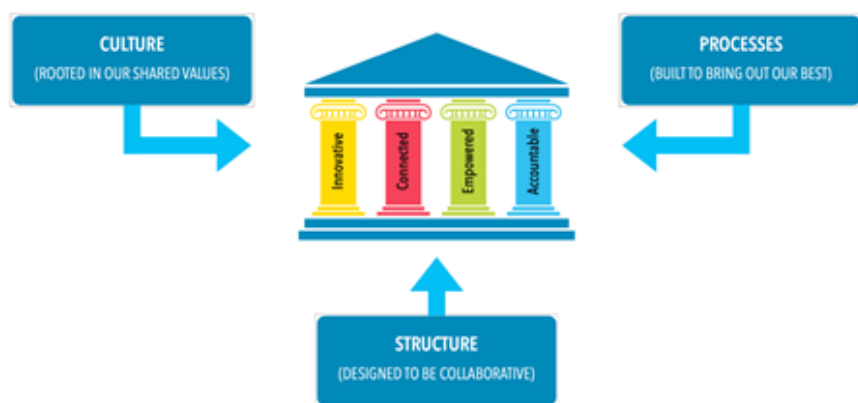 CULTURE
(ROOTED IN OUR SHARED VALUES)
PROCESSES
(BUILT TO BRING OUT OUR BEST)
Innovative
Connected
Empowered
Accountable
STRUCTURE
(DESIGNED TO BE COLLABORATIVE)